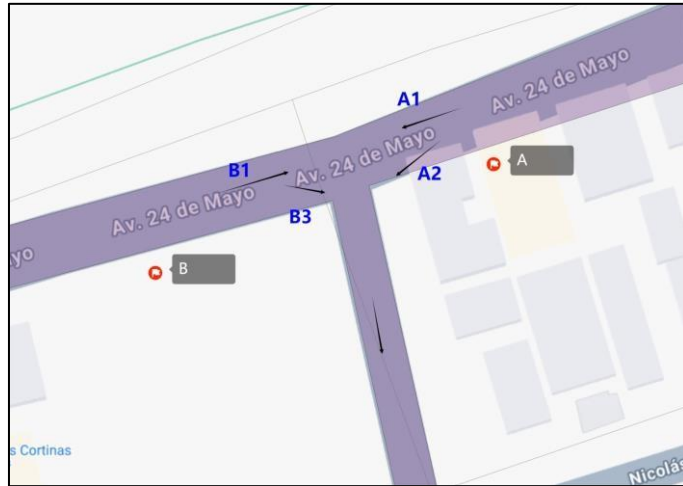 A1
Av. 24 de Mayo
A
Av. 24 de Mayo
A2
B1
Av. 24 de Mayo
B3
yo
B
s Cortinas
Nicolás